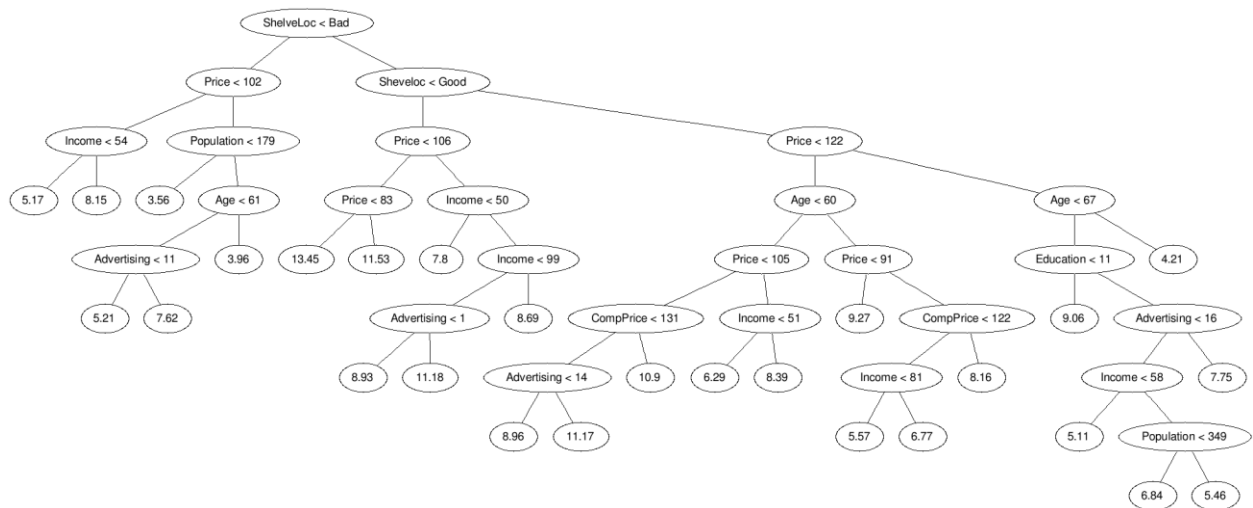 ShelveLoc < Bad
Price < 102
Sheveloc < Good
Income < 54
Population < 179
Price < 106
Price < 122
5.17
8.15
3.56
Age < 61
Price < 83
Income < 50
Age < 60
Age < 67
Advertising < 11
3.96
13.45
11.53
7.8
Income < 99
Price < 105
Price < 91
Education < 11
4.21
5.21
7.62
Advertising < 1
8.69
CompPrice < 131
Income < 51
9.27
CompPrice < 122
9.06
Advertising < 16
8.93
11.18
Advertising < 14
10.9
6.29
8.39
Income < 81
8.16
Income < 58
7.75
8.96
11.17
5.57
6.77
5.11
Population < 349
6.84
5.46